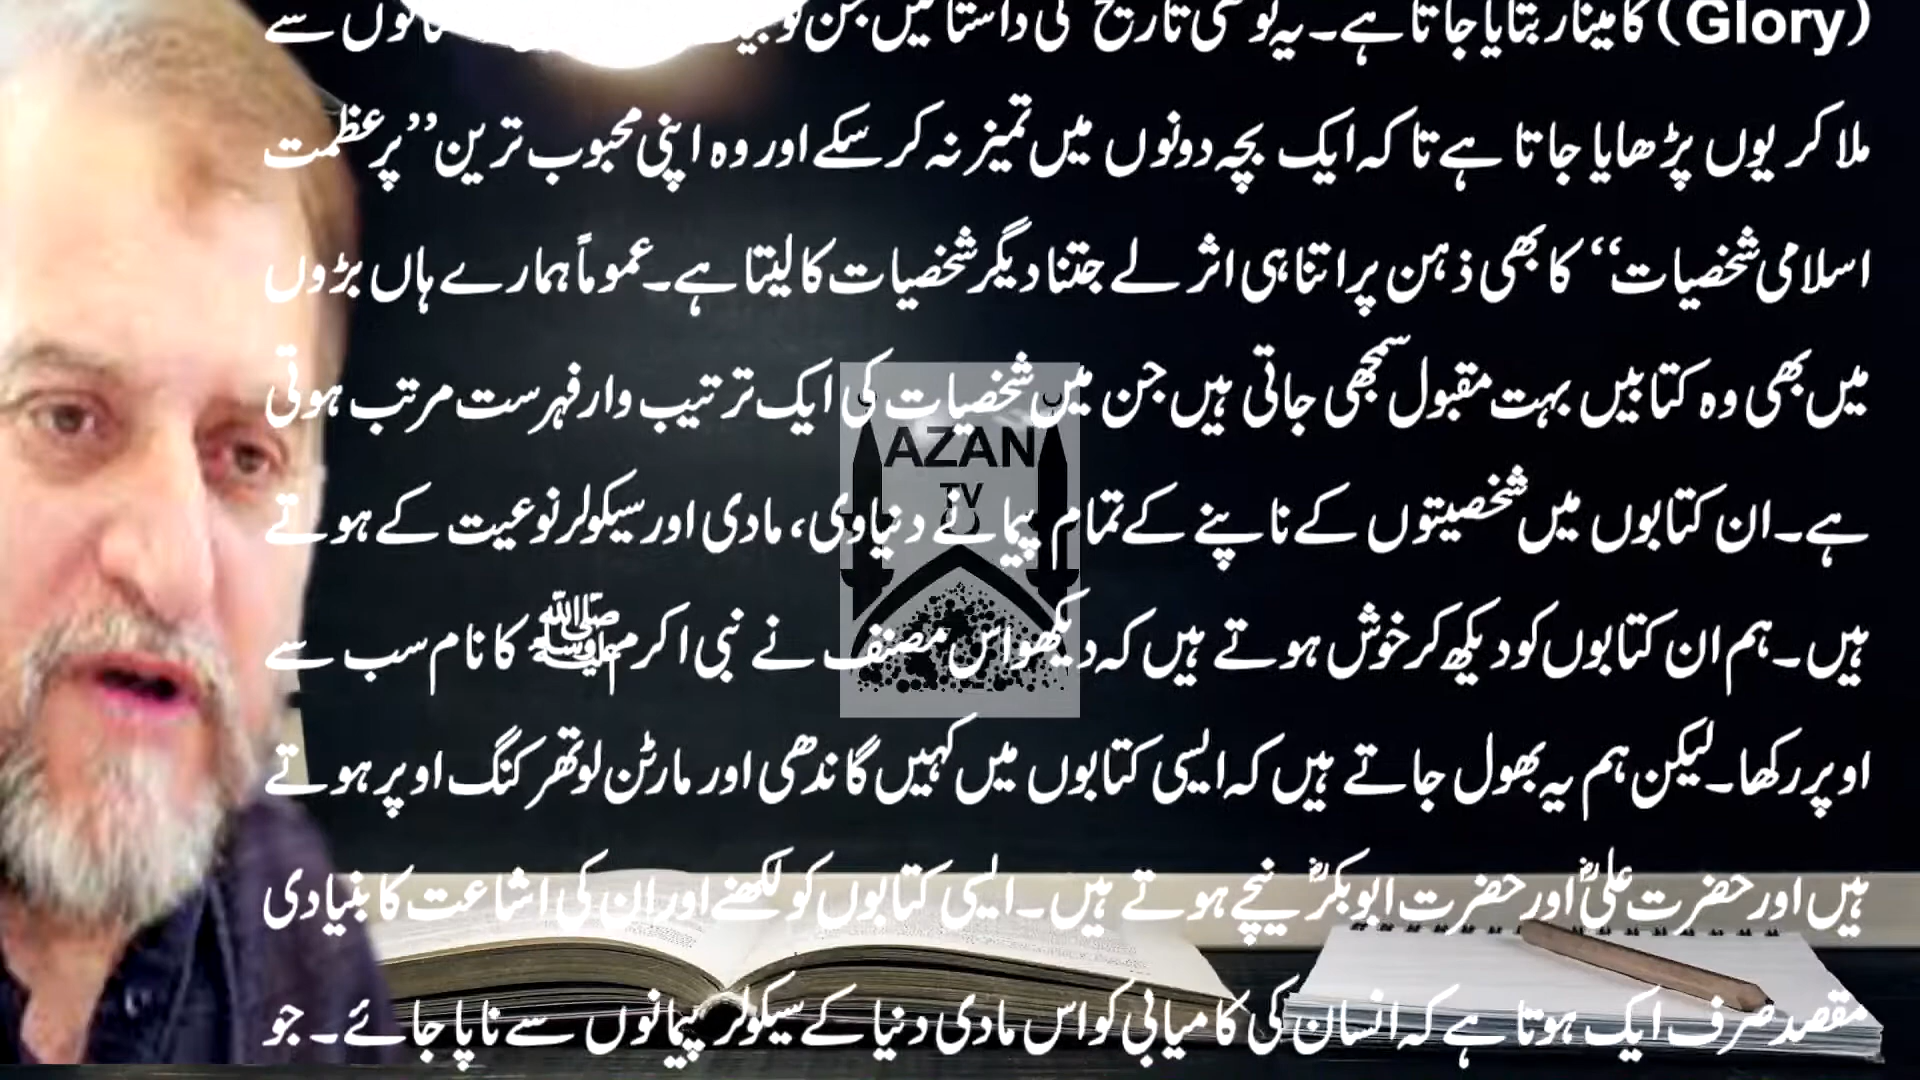 (Glory) کا مینار بتایا جاتا ہے۔ یہ تو سی تاریخ کی داستانیں جن کو سے
ملا کر یوں پڑھایا جاتا ہے تا کہ ایک بچہ دونوں میں تمیز نہ کر سکے اور وہ اپنی محبوب ترین ”پر عظمت
اسلامی شخصیات“ کا بھی ذہن پر اتنا ہی اثر لے جتنا دیگر شخصیات کا لیتا ہے۔ عموماً ہمارے ہاں بڑوں
میں بھی وہ کتابیں بہت مقبول سمجھی جاتی ہیں جن میں شخصیات کی ایک ترتیب وار فہرست مرتب ہوتی
ہے۔ ان کتابوں میں شخصیتوں کے ناپنے کے تمام پیمانے دنیاوی، مادی اور سیکولر نوعیت کے ہوتے
ہیں۔ ہم ان کتابوں کو دیکھ کر خوش ہوتے ہیں کہ دیکھو اس مصنف نے نبی اکرم ﷺ کا نام سب سے
اوپر رکھا۔ لیکن ہم یہ بھول جاتے ہیں کہ ایسی کتابوں میں کہیں گاندھی اور مارٹن لوتھر کنگ اوپر ہوتے
ہیں اور حضرت علیؓ اور حضرت ابوبکرؓ نیچے ہوتے ہیں۔ ایسی کتابوں کو لکھنے اور ان کی اشاعت کا بنیادی
مقصد صرف ایک ہوتا ہے کہ انسان کی کامیابی کو اس مادی دنیا کے سیکولر پیمانوں سے ناپا جائے۔ جو
AZAN
TV